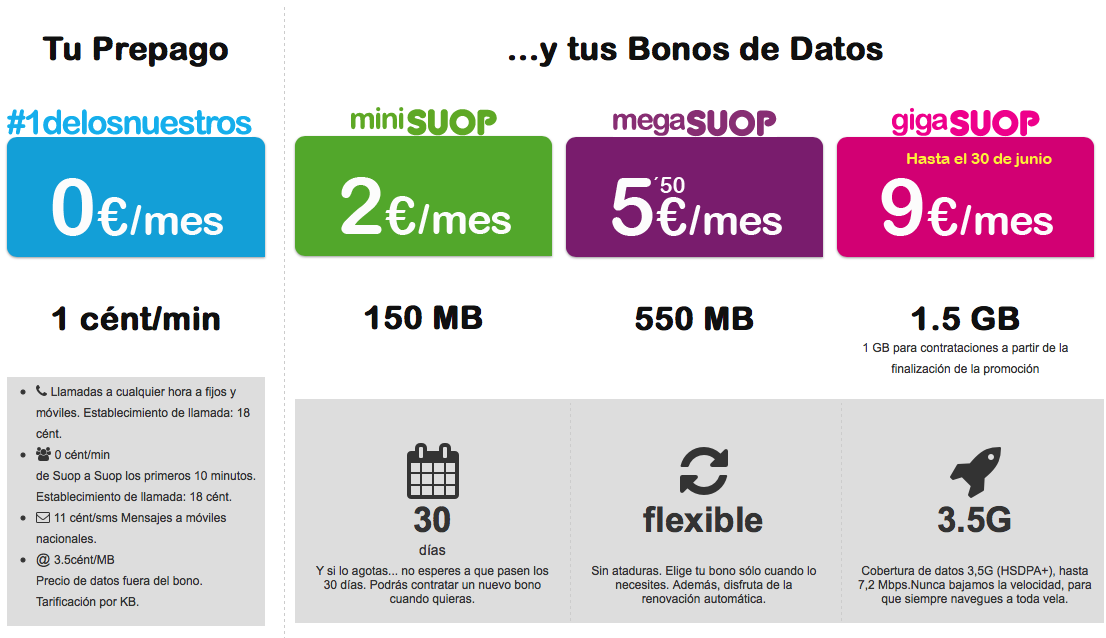 Tu Prepago
...y tus Bonos de Datos
#1delosnuestros
0€/mes
1 cént/min
Llamadas a cualquier hora a fijos y
móviles. Establecimiento de llamada: 18
cént.
0 cént/min
de Suop a Suop los primeros 10 minutos.
Establecimiento de llamada: 18 cént.
11 cént/sms Mensajes a móviles
nacionales.
@ 3.5cént/MB
Precio de datos fuera del bono.
Tarificación por KB.
mini SUOP
2€/mes
150 MB
mega SUOP
5´50€/mes
550 MB
giga SUOP
Hasta el 30 de junio
9€/mes
1.5 GB
1 GB para contrataciones a partir de la
finalización de la promoción
30
días
Y si lo agotas... no esperes a que pasen los
30 días. Podrás contratar un nuevo bono
cuando quieras.
flexible
Sin ataduras. Elige tu bono sólo cuando lo
necesites. Además, disfruta de la
renovación automática.
3.5G
Cobertura de datos 3,5G (HSDPA+), hasta
7,2 Mbps.Nunca bajamos la velocidad, para
que siempre navegues a toda vela.